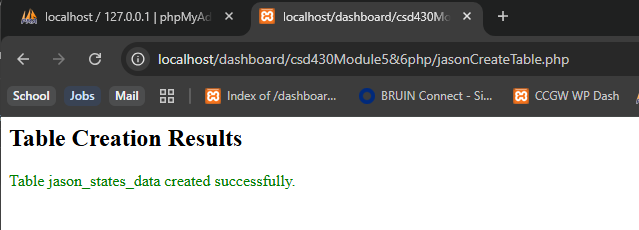 localhost / 127.0.0.1 | phpMyAd
localhost/dashboard/csd430Mo
localhost/dashboard/csd430Module5&6php/jasonCreateTable.php
School Jobs Mail Index of /dashboar... BRUIN Connect - Si... CCGW WP Dash
Table Creation Results
Table jason_states_data created successfully.